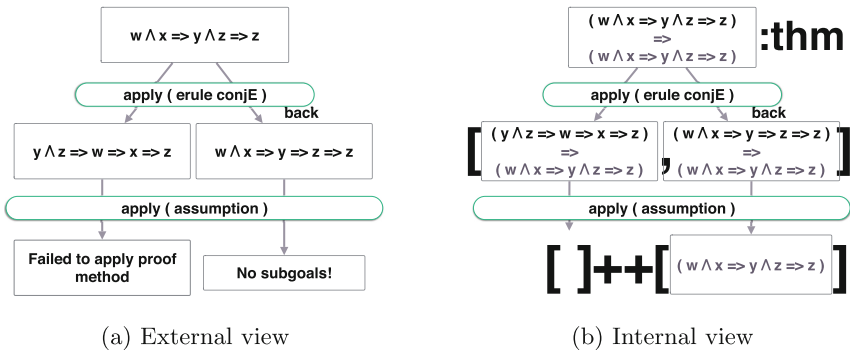 w ∧ x => y ∧ z => z
apply ( erule conjE )
back
y ∧ z => w => x => z
w ∧ x => y => z => z
apply ( assumption )
Failed to apply proof
method
No subgoals!
(a) External view
( w ∧ x => y ∧ z => z )
=>
( w ∧ x => y ∧ z => z )
:thm
apply ( erule conjE )
back
[
( y ∧ z => w => x => z )
=>
( w ∧ x => y ∧ z => z )
,
( w ∧ x => y => z => z )
=>
( w ∧ x => y ∧ z => z )
]
apply ( assumption )
[ ]++[ ( w ∧ x => y ∧ z => z ) ]
(b) Internal view